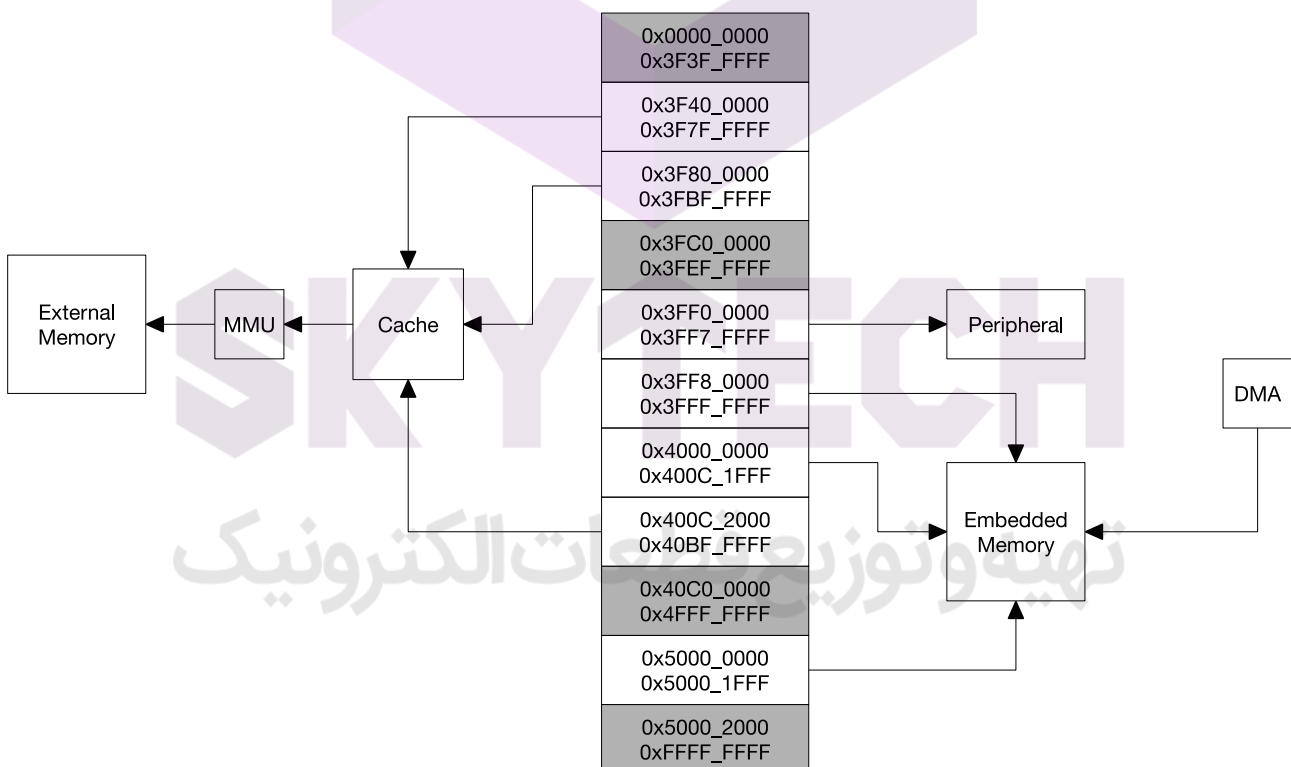 0x0000_0000
0x3F3F_FFFF
0x3F40_0000
0x3F7F_FFFF
0x3F80_0000
0x3FBF_FFFF
0x3FC0_0000
0x3FEF_FFFF
0x3FF0_0000
0x3FF7_FFFF
0x3FF8_0000
0x3FFF_FFFF
0x4000_0000
0x400C_1FFF
0x400C_2000
0x40BF_FFFF
0x40C0_0000
0x4FFF_FFFF
0x5000_0000
0x5000_1FFF
0x5000_2000
0xFFFF_FFFF
External
Memory
MMU
Cache
Peripheral
DMA
Embedded
Memory
SKYTECH
تهیه و توزیع قطعات الکترونیک